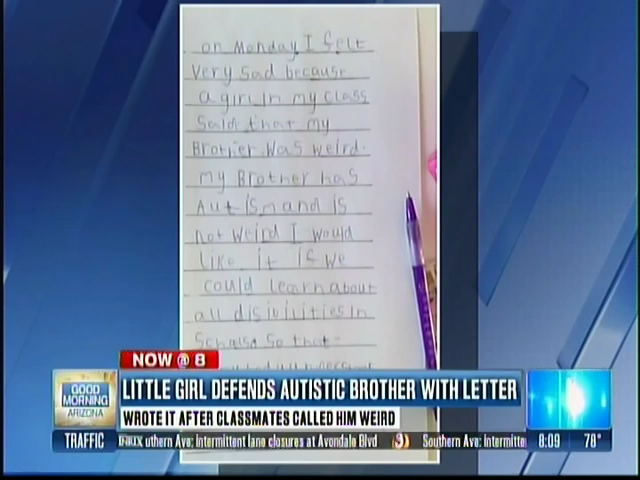 on Monday I felt
very sad because
a girl in my class
said that my
Brother was weird.
my Brother has
Autism and is
not weird I would
like it if we
could learn about
all disibilities in
Schals. So that
NOW @ 8
LITTLE GIRL DEFENDS AUTISTIC BROTHER WITH LETTER
WROTE IT AFTER CLASSMATES CALLED HIM WEIRD
GOOD
MORNING
ARIZONA
TRAFFIC INRIX uthern Ave: Intermittent lane closures at Avondale Blvd Southern Ave: Intermitte 8:09 78°